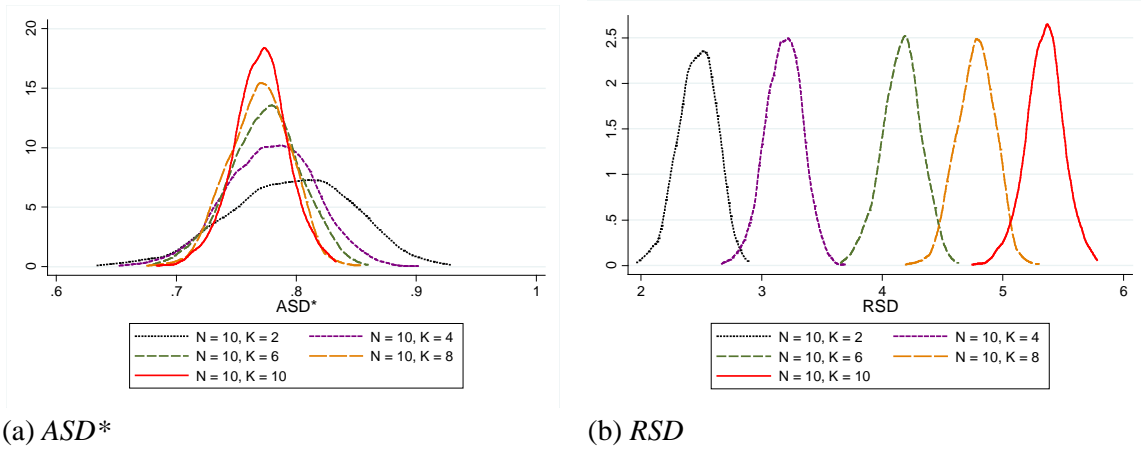 20
15
10
5
0
.6 .7 .8 .9 1
ASD*
N = 10, K = 2 N = 10, K = 4
N = 10, K = 6 N = 10, K = 8
N = 10, K = 10
(a) ASD*
2.5
2
1.5
1
.5
0
2 3 4 5 6
RSD
N = 10, K = 2 N = 10, K = 4
N = 10, K = 6 N = 10, K = 8
N = 10, K = 10
(b) RSD